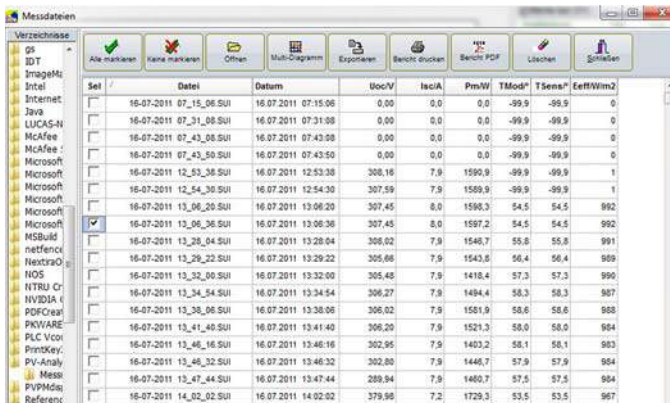 Messdateien
Verzeichnisse
gs
IDT
ImageMa
Intel
Internet
Java
LUCAS-N
McAfee
McAfee
Microsoft
Microsoft
Microsoft
Microsoft
Microsoft
Microsoft
MSBuild
netfence
NextiraO
NOS
NTRU Cr
NVIDIA
PDFCreat
PKWARE
PLC Vcou
PrintKey
PV-Analy
Mess
PVPMdis
Referenc
Alle markieren Keine markieren Öffnen Multi-Diagramm Exportieren Bericht drucken Bericht PDF Löschen Schließen
Sel / Datei Datum Uoc/V Isc/A Pm/W TMod/° TSens/° Eeff/W/m2
16-07-2011 07_15_06.SUI 16.07.2011 07:15:06 0,00 0,0 0,0 -99,9 -99,9 0
16-07-2011 07_31_08.SUI 16.07.2011 07:31:08 0,00 0,0 0,0 -99,9 -99,9 0
16-07-2011 07_43_08.SUI 16.07.2011 07:43:08 0,00 0,0 0,0 -99,9 -99,9 0
16-07-2011 07_43_50.SUI 16.07.2011 07:43:50 0,00 0,0 0,0 -99,9 -99,9 0
16-07-2011 12_53_38.SUI 16.07.2011 12:53:38 308,16 7,9 1590,9 -99,9 -99,9 1
16-07-2011 12_54_30.SUI 16.07.2011 12:54:30 307,59 7,9 1589,9 -99,9 -99,9 1
16-07-2011 13_06_20.SUI 16.07.2011 13:06:20 307,45 8,0 1598,3 54,5 54,5 992
16-07-2011 13_06_36.SUI 16.07.2011 13:06:36 307,45 8,0 1597,2 54,5 54,5 992
16-07-2011 13_28_04.SUI 16.07.2011 13:28:04 308,02 7,9 1546,7 55,8 55,8 991
16-07-2011 13_29_22.SUI 16.07.2011 13:29:22 305,66 7,9 1543,8 56,4 56,4 989
16-07-2011 13_32_00.SUI 16.07.2011 13:32:00 305,48 7,9 1418,4 57,3 57,3 990
16-07-2011 13_34_54.SUI 16.07.2011 13:34:54 306,27 7,9 1494,4 58,3 58,3 987
16-07-2011 13_38_06.SUI 16.07.2011 13:38:06 306,02 7,9 1581,9 58,6 58,6 988
16-07-2011 13_41_40.SUI 16.07.2011 13:41:40 306,20 7,9 1521,3 58,0 58,0 984
16-07-2011 13_46_16.SUI 16.07.2011 13:46:16 302,95 7,9 1403,2 58,1 58,1 983
16-07-2011 13_46_32.SUI 16.07.2011 13:46:32 302,80 7,9 1446,7 57,9 57,9 984
16-07-2011 13_47_44.SUI 16.07.2011 13:47:44 289,94 7,9 1460,7 57,5 57,5 984
16-07-2011 14_02_02.SUI 16.07.2011 14:02:02 379,98 7,2 1729,3 53,5 53,5 967